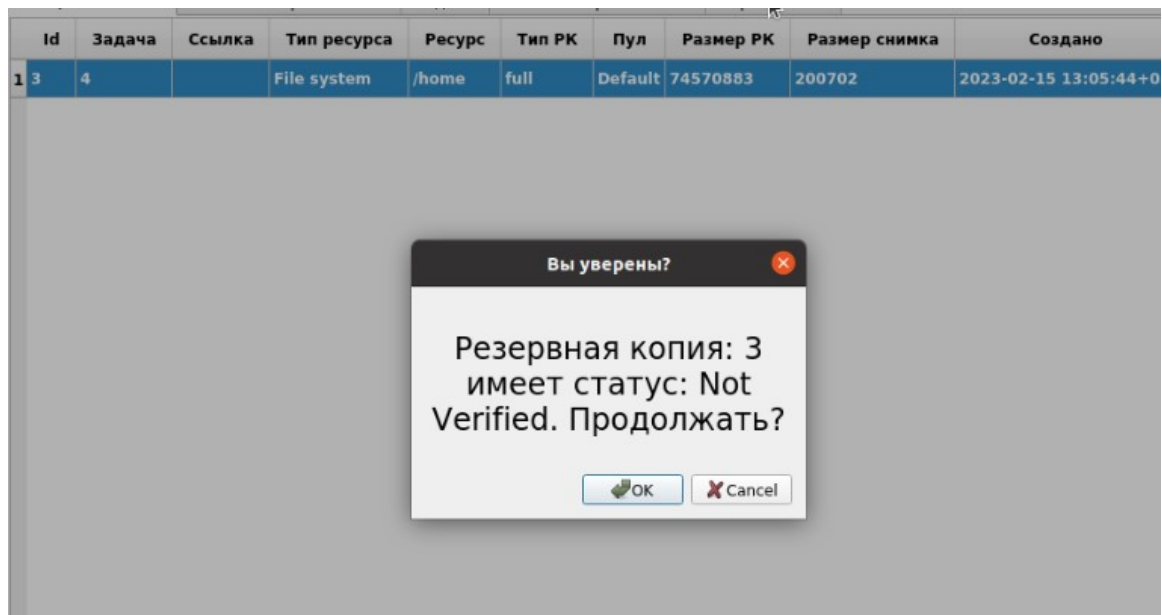 Id Задача Ссылка Тип ресурса Ресурс Тип РК Пул Размер РК Размер снимка Создано
1 3 4 File system /home full Default 74570883 200702 2023-02-15 13:05:44+0
Вы уверены?
Резервная копия: 3
имеет статус: Not
Verified. Продолжать?
OK Cancel